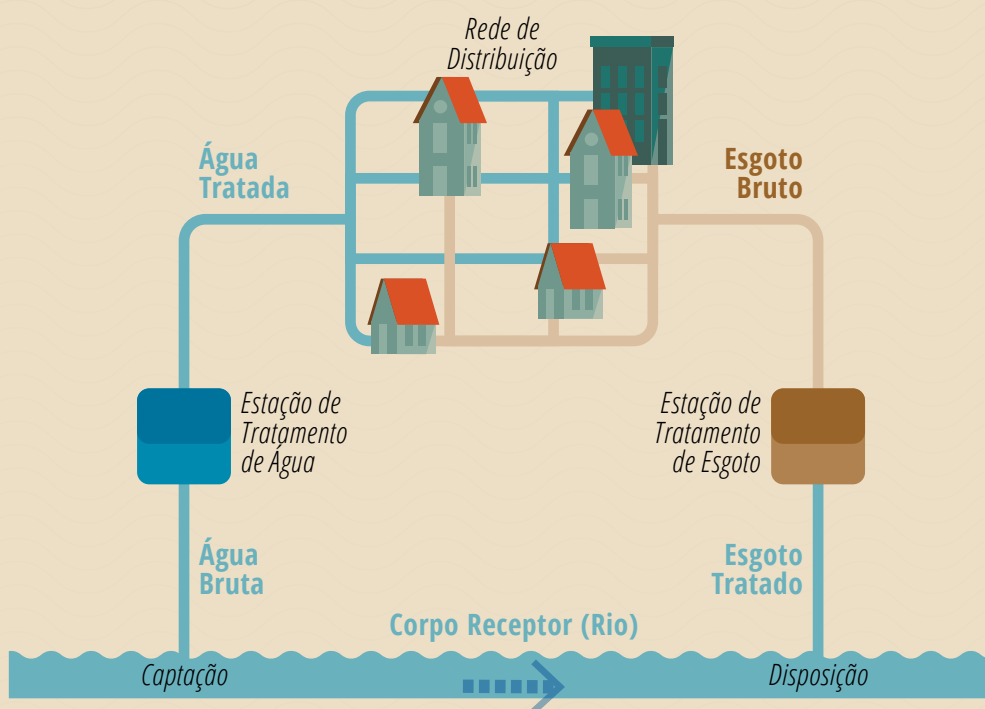 Rede de
Distribuição
Água
Tratada
Esgoto
Bruto
Estação de
Tratamento
de Água
Estação de
Tratamento
de Esgoto
Água
Bruta
Esgoto
Tratado
Corpo Receptor (Rio)
Captação
Disposição